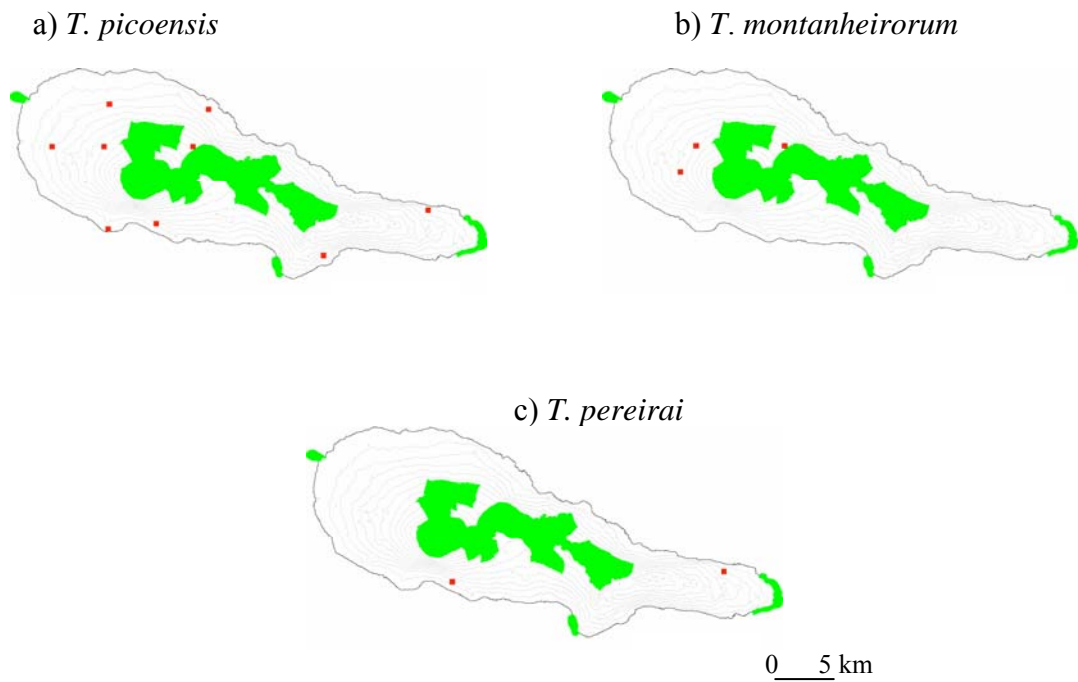 a) T. picoensis
b) T. montanheirorum
c) T. pereirai
0 5 km